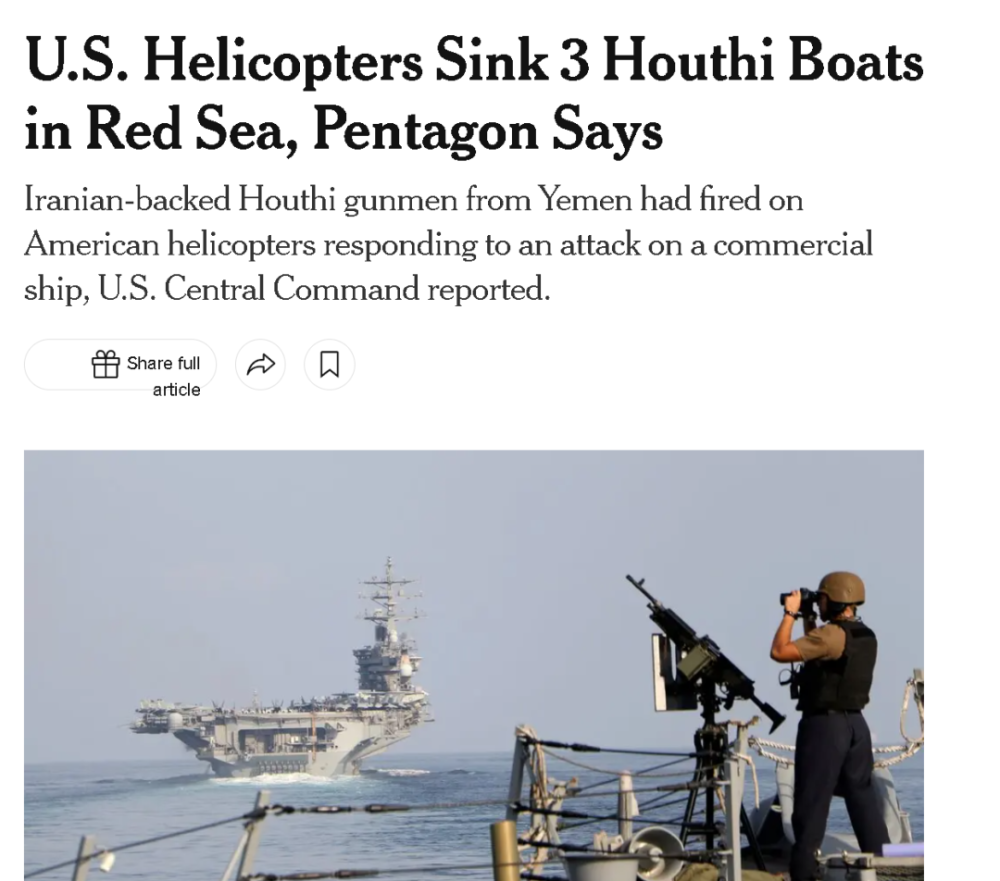 U.S. Helicopters Sink 3 Houthi Boats
in Red Sea, Pentagon Says
Iranian-backed Houthi gunmen from Yemen had fired on
American helicopters responding to an attack on a commercial
ship, U.S. Central Command reported.
Share full
article